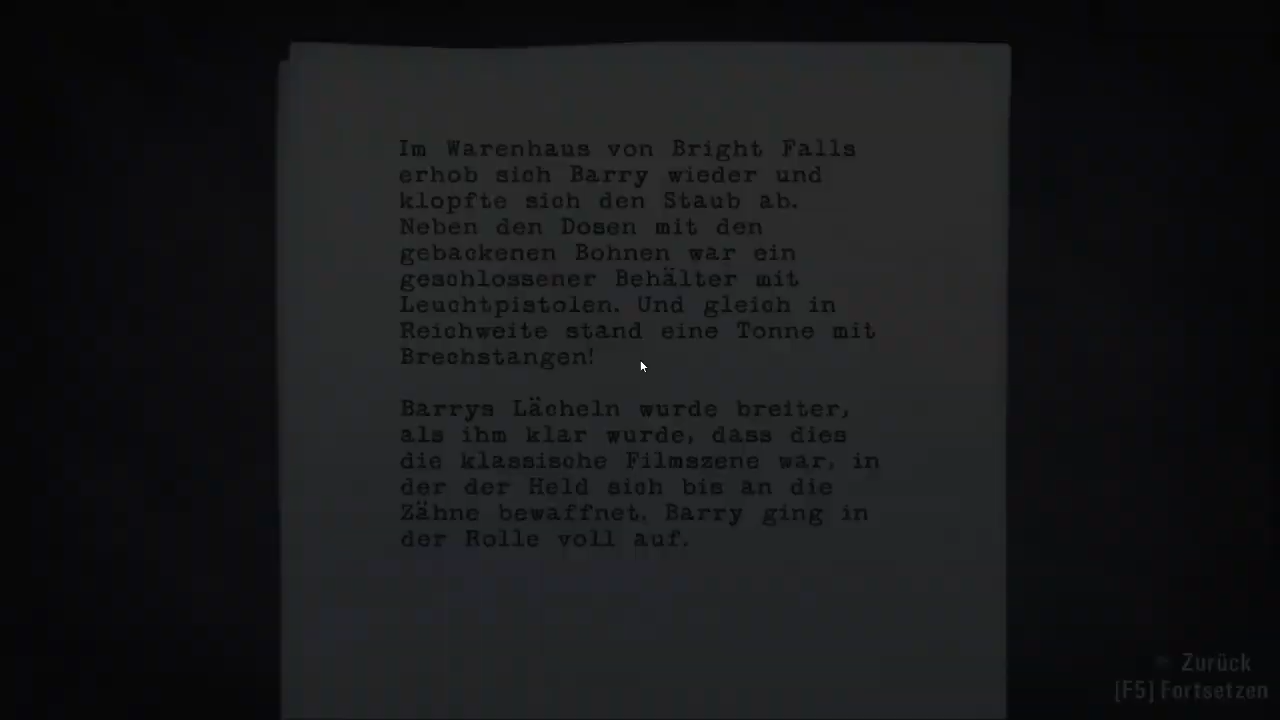 Im Warenhaus von Bright Falls
erhob sich Barry wieder und
klopfte sich den Staub ab.
Neben den Dosen mit den
gebackenen Bohnen war ein
geschlossener Behälter mit
Leuchtpistolen. Und gleich in
Reichweite stand eine Tonne mit
Brechstangen!
Barrys Lächeln wurde breiter,
als ihm klar wurde, dass dies
die klassische Filmszene war, in
der der Held sich bis an die
Zähne bewaffnet. Barry ging in
der Rolle voll auf.
Zurück
[F5] Fortsetzen